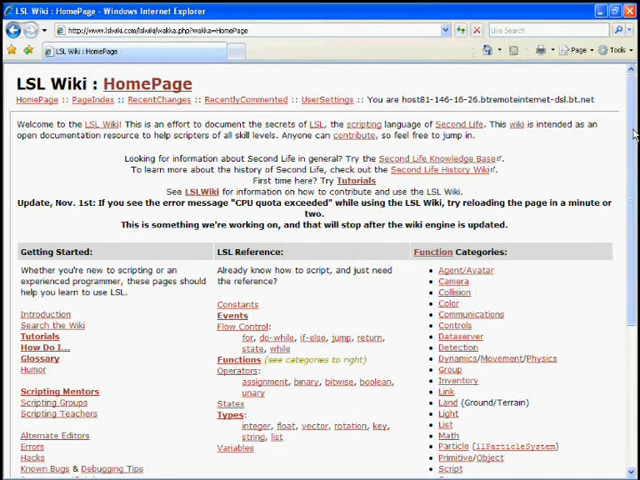 LSL Wiki : HomePage - Windows Internet Explorer
http://www.lslwiki.com/lslwiki/wakka.php?wakka=HomePage
Live Search
LSL Wiki : HomePage
Page
Tools
LSL Wiki : HomePage
HomePage :: PageIndex :: RecentChanges :: RecentlyCommented :: UserSettings :: You are host81-146-16-26.btremoteinternet-dsl.bt.net
Welcome to the LSL Wiki! This is an effort to document the secrets of LSL, the scripting language of Second Life. This wiki is intended as an
open documentation resource to help scripters of all skill levels. Anyone can contribute, so feel free to jump in.
Looking for information about Second Life in general? Try the Second Life Knowledge Base.
To learn more about the history of Second Life, check out the Second Life History Wiki.
First time here? Try Tutorials
See LSLWiki for information on how to contribute and use the LSL Wiki.
Update, Nov. 1st: If you see the error message "CPU quota exceeded" while using the LSL Wiki, try reloading the page in a minute or
two.
This is something we're working on, and that will stop after the wiki engine is updated.
Getting Started:
Whether you're new to scripting or an
experienced programmer, these pages should
help you learn to use LSL.
Introduction
Search the Wiki
Tutorials
How Do I...
Glossary
Humor
Scripting Mentors
Scripting Groups
Scripting Teachers
Alternate Editors
Errors
Hacks
Known Bugs & Debugging Tips
LSL Reference:
Already know how to script, and just need
the reference?
Constants
Events
Flow Control:
for, do-while, if-else, jump, return,
state, while
Functions (see categories to right)
Operators:
assignment, binary, bitwise, boolean,
unary
States
Types:
integer, float, vector, rotation, key,
string, list
Variables
Function Categories:
Agent/Avatar
Camera
Collision
Color
Communications
Controls
Dataserver
Detection
Dynamics/Movement/Physics
Group
Inventory
Link
Land (Ground/Terrain)
Light
List
Math
Particle (llParticleSystem)
Primitive/Object
Script